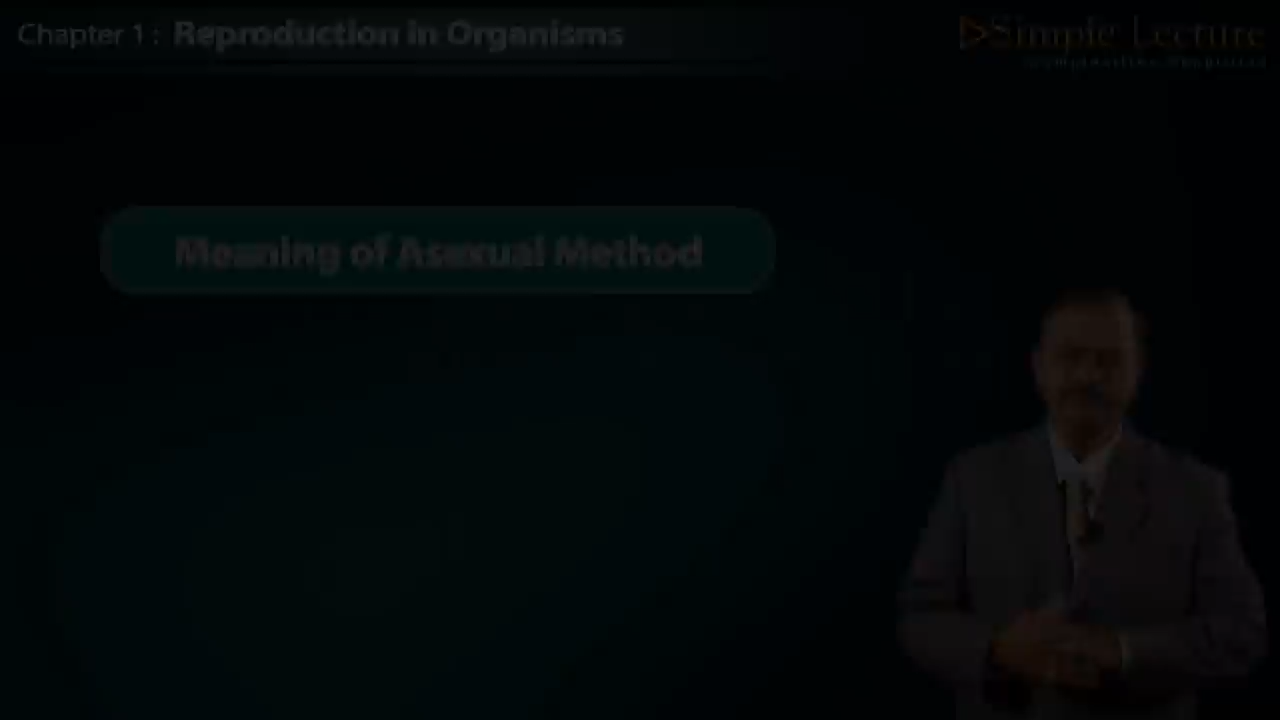 Chapter 1 : Reproduction in Organisms
Simple Lecture
Meaning of Asexual Method